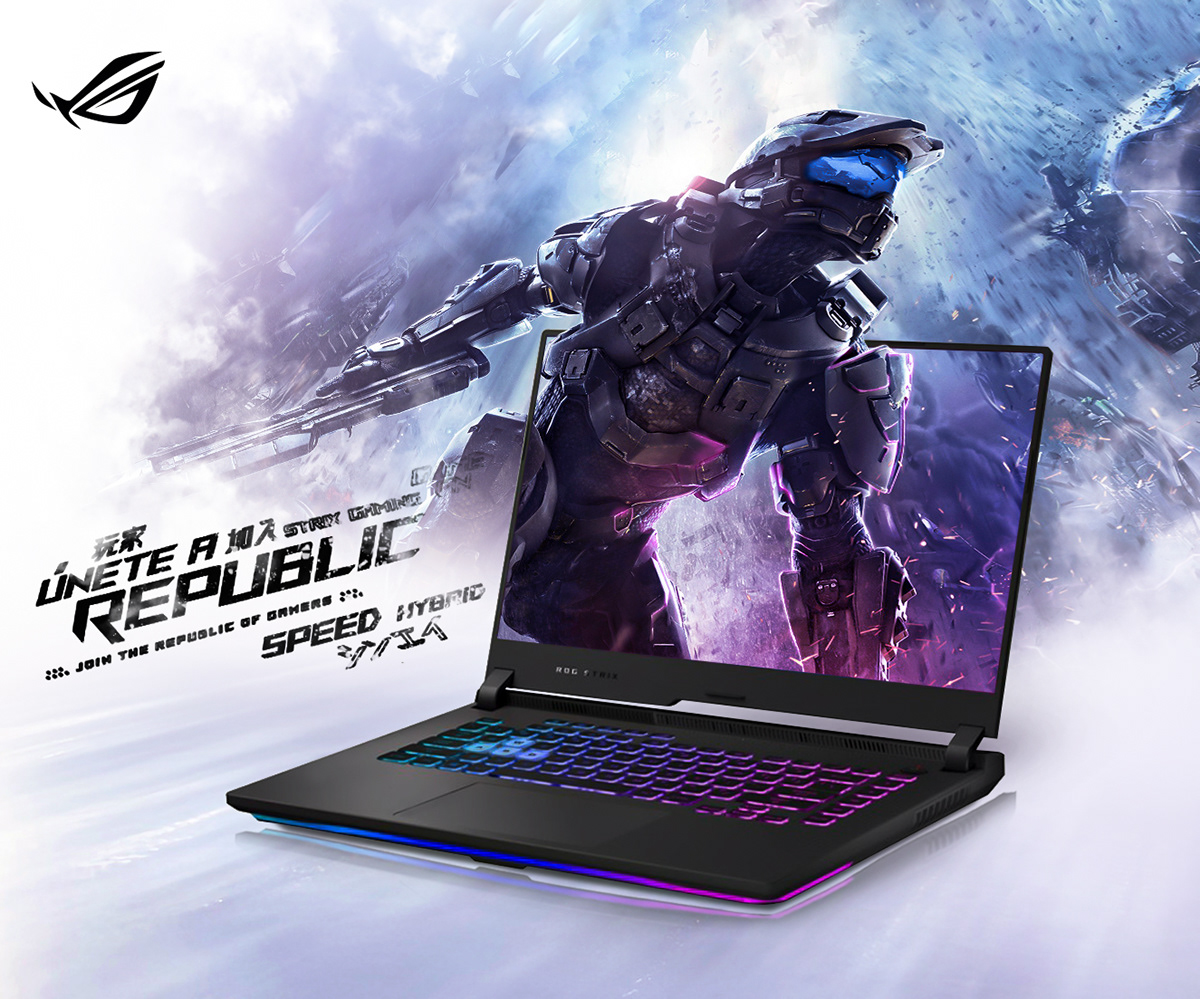 玩家
ÚNETE A 加入 STRIX GAMING
REPUBLIC
JOIN THE REPUBLIC OF GAMERS
SPEED HYBRID
ROG STRIX